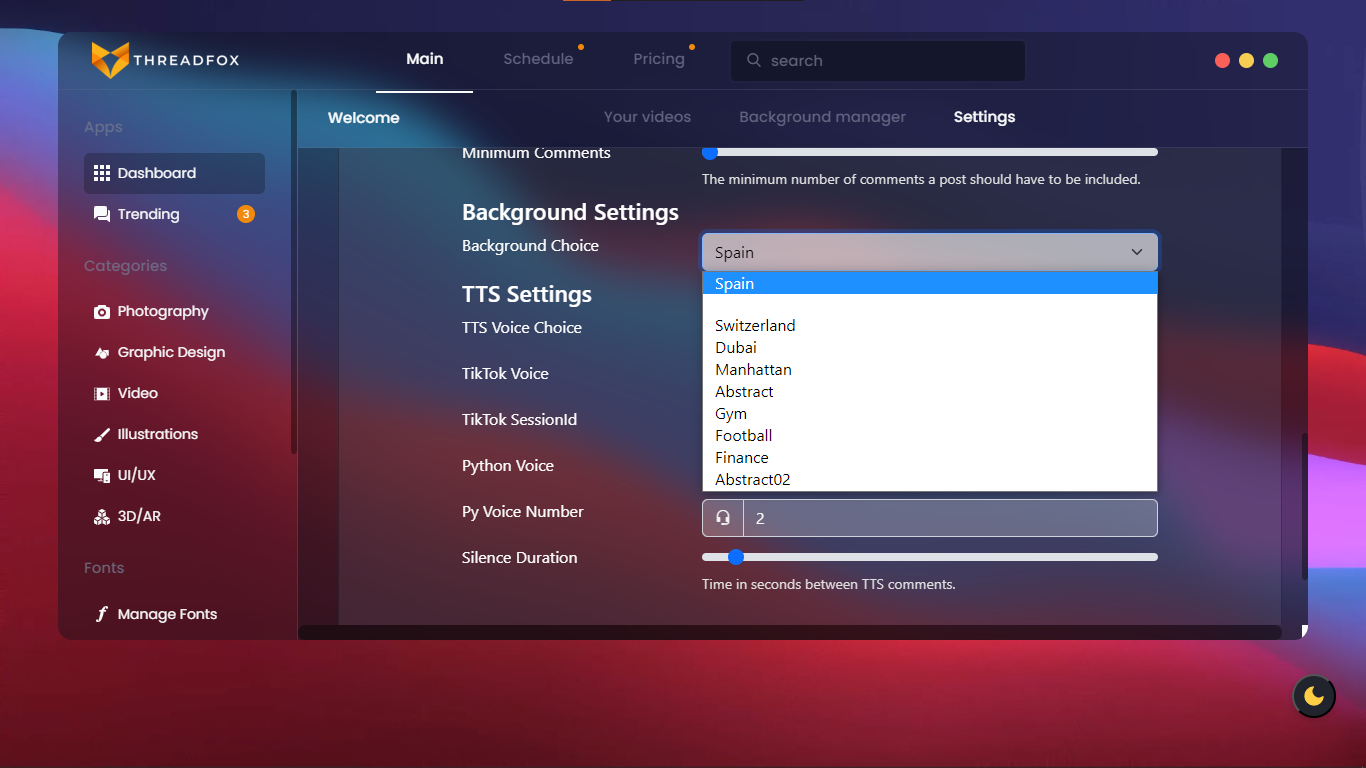 THREADFOX
Main
Schedule
Pricing
search
Welcome
Your videos
Background manager
Settings
Apps
Dashboard
Trending
3
Categories
Photography
Graphic Design
Video
Illustrations
UI/UX
3D/AR
Fonts
Manage Fonts
Minimum Comments
The minimum number of comments a post should have to be included.
Background Settings
Background Choice
Spain
Spain
Switzerland
Dubai
Manhattan
Abstract
Gym
Football
Finance
Abstract02
TTS Settings
TTS Voice Choice
TikTok Voice
TikTok SessionId
Python Voice
Py Voice Number
2
Silence Duration
Time in seconds between TTS comments.